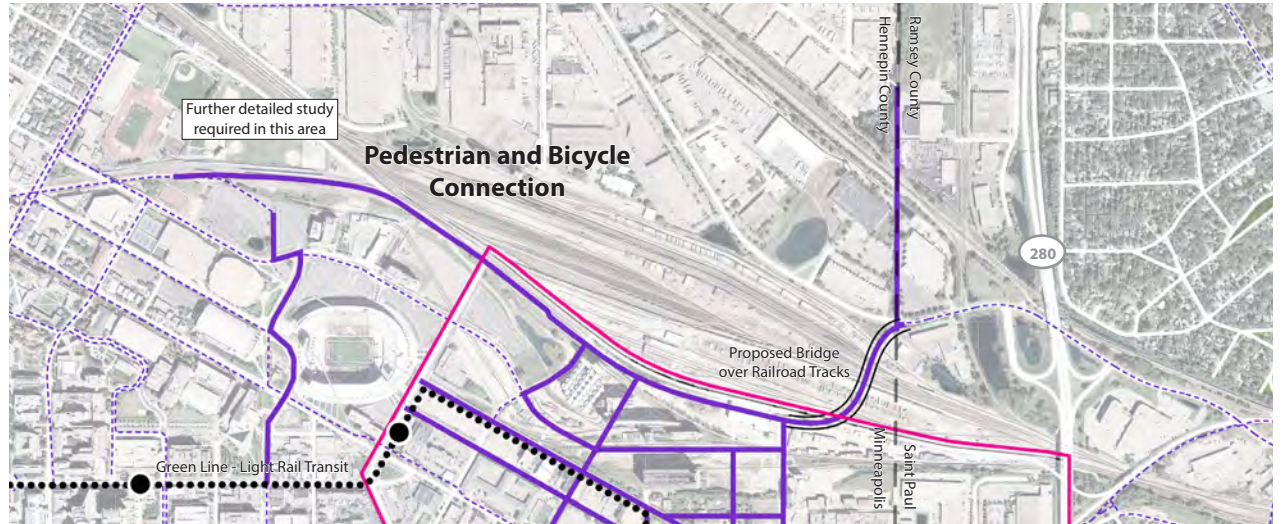 Further detailed study
required in this area
Pedestrian and Bicycle
Connection
Hennepin County
Ramsey County
280
Proposed Bridge
over Railroad Tracks
Green Line - Light Rail Transit
Minneapolis
Saint Paul